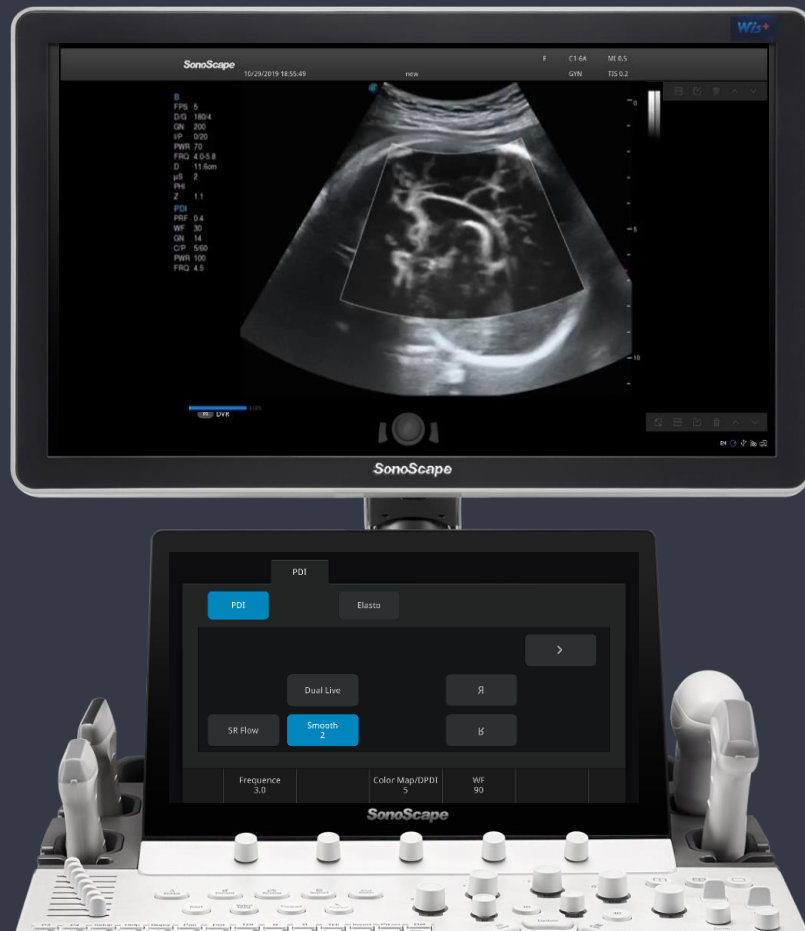 Wis+
SonoScape
F C1-6A MI 8.5
10/29/2019 18:55:49 new GYN TIS 0.2
B
FPS 5
D/G 180/4
GN 200
I/P 0/20
PWR 70
FRQ 4.0-5.8
D 11.6cm
μS 2
PHI
Z 1.1
PDI
PRF 0.4
WF 30
GN 14
C/P 5/60
PWR 100
FRQ 4.5
0
5
10
DVR
EN
SonoScape
PDI
PDI Elasto
Dual Live Я
SR Flow Smooth
2
Frequence Color Map/DPDI WF
3.0 5 90
SonoScape